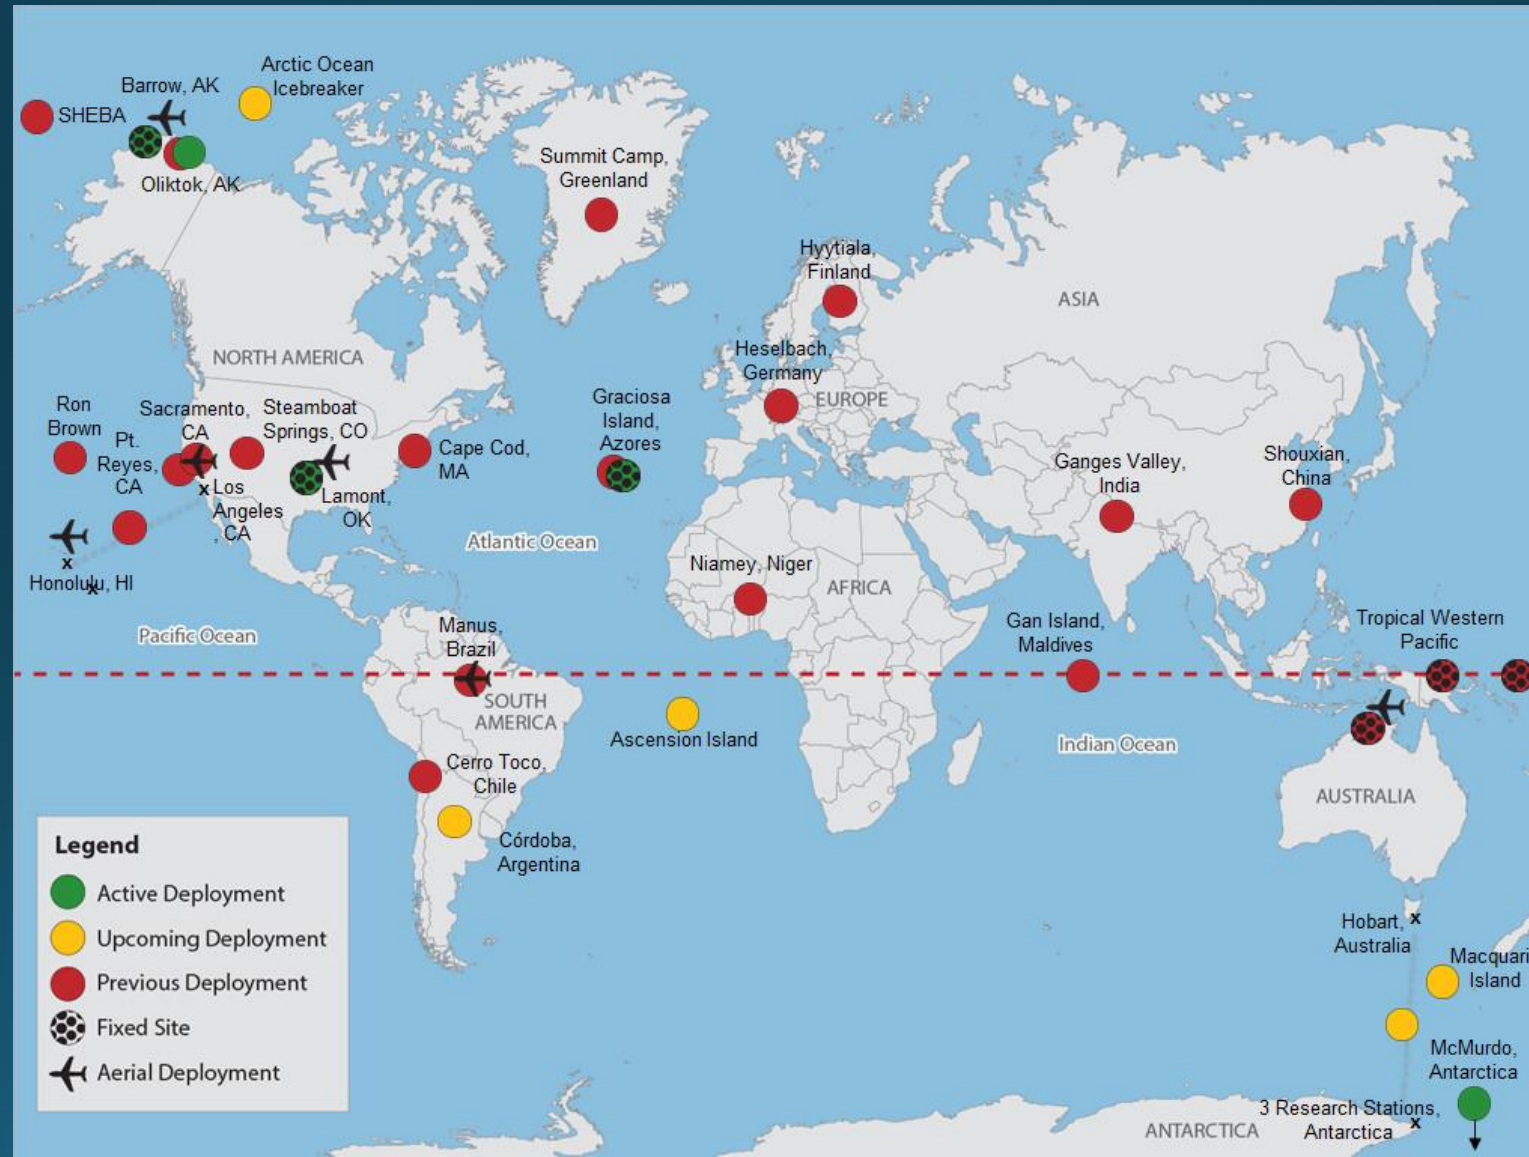 Arctic Ocean
Icebreaker
Barrow, AK
SHEBA
Oliktok, AK
Summit Camp,
Greenland
Hyytiala,
Finland
ASIA
NORTH AMERICA
Heselbach,
Germany
EUROPE
Graciosa
Island,
Azores
Ron
Brown
Pt.
Reyes,
CA
Sacramento,
CA
Steamboat
Springs, CO
Cape Cod,
MA
x Los
Angeles
, CA
Lamont,
OK
Ganges Valley,
India
Shouxian,
China
Atlantic Ocean
x
Honolulu, HI
x
Niamey, Niger
AFRICA
Pacific Ocean
Manus,
Brazil
Gan Island,
Maldives
Tropical Western
Pacific
SOUTH
AMERICA
Ascension Island
Indian Ocean
Cerro Toco,
Chile
AUSTRALIA
Córdoba,
Argentina
Legend
Active Deployment
Upcoming Deployment
Previous Deployment
Fixed Site
Aerial Deployment
Hobart, x
Australia
Macquari
Island
McMurdo,
Antarctica
3 Research Stations,
Antarctica x
ANTARCTICA